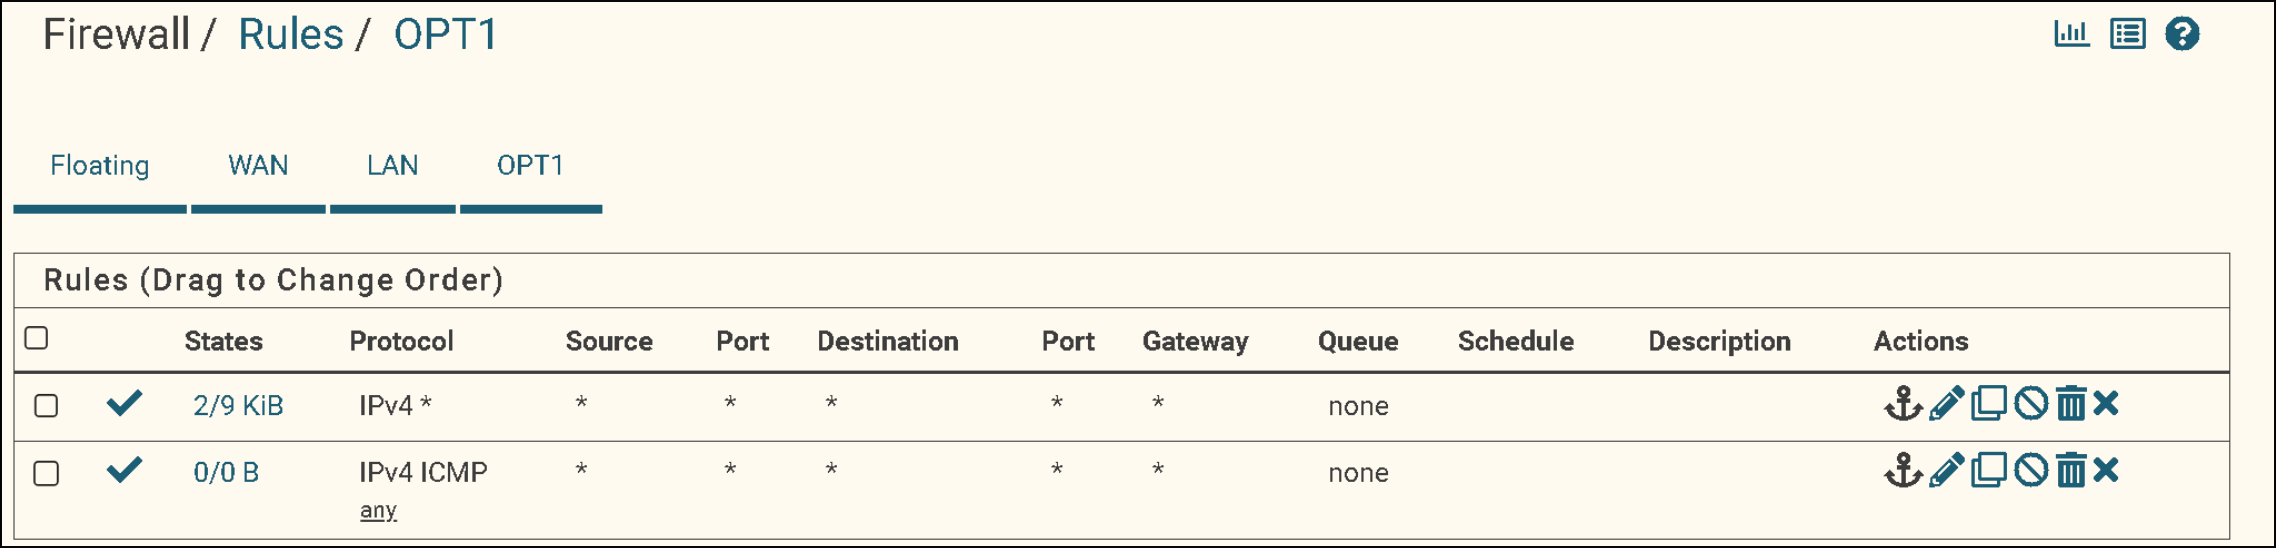 Firewall / Rules / OPT1
Floating WAN LAN OPT1
Rules (Drag to Change Order)
States Protocol Source Port Destination Port Gateway Queue Schedule Description Actions
2/9 KiB IPv4 * * * * * * none
0/0 B IPv4 ICMP * * * * * none
any